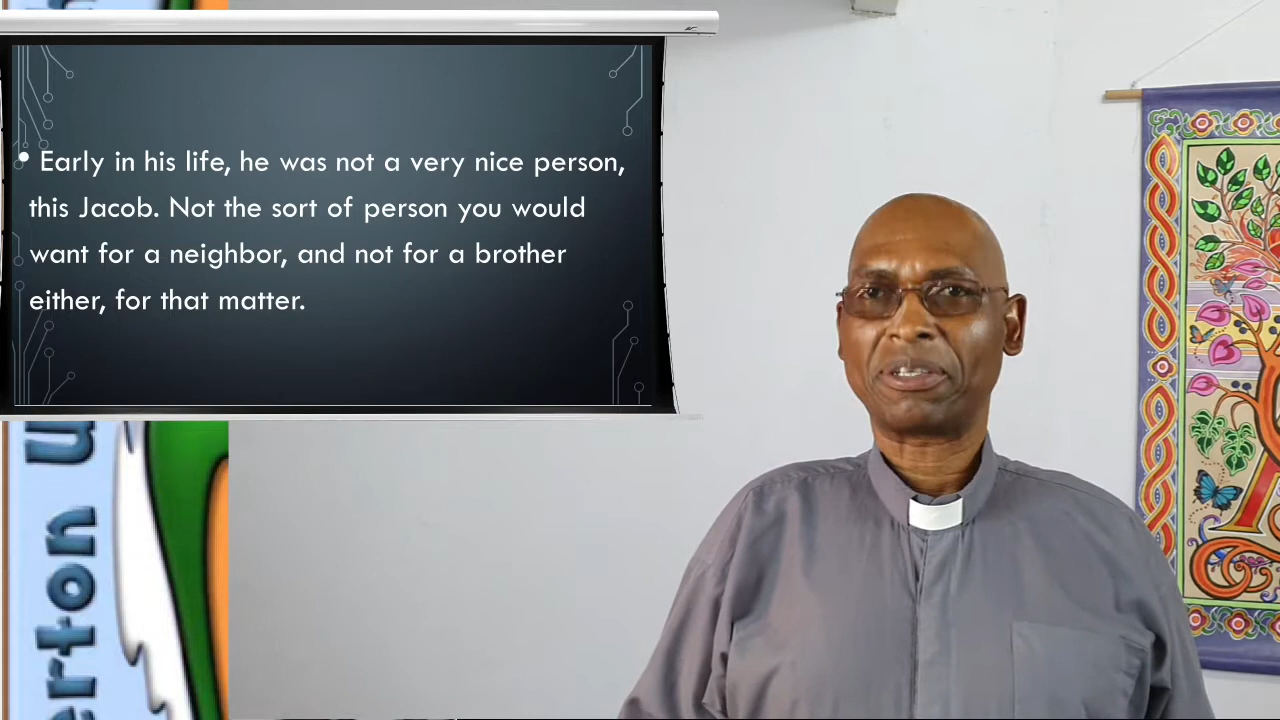 • Early in his life, he was not a very nice person,
this Jacob. Not the sort of person you would
want for a neighbor, and not for a brother
either, for that matter.